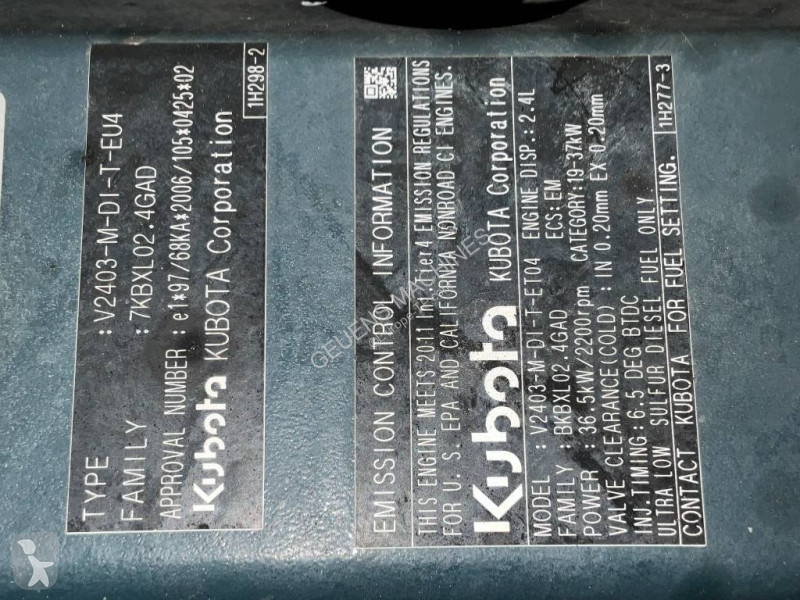 TYPE : V2403-M-DI-T-EU4
FAMILY : 7KBXL02.4GAD
APPROVAL NUMBER : e1*97/68KA*2006/105*0425*02
Kubota KUBOTA Corporation
1H298-2
EMISSION CONTROL INFORMATION
THIS ENGINE MEETS 2011 Int Tier4 EMISSION REGULATIONS
FOR U. S. EPA AND CALIFORNIA NONROAD CI ENGINES.
Kubota KUBOTA Corporation
MODEL : V2403-M-DI-T-ET04 ENGINE DISP.: 2.4L
FAMILY : BKBXL02.4GAD ECS:EM
POWER : 36.5kW/2200rpm CATEGORY:19-37kW
VALVE CLEARANCE(COLD) : IN 0.20mm EX 0.20mm
INJ.TIMING:6.5 DEG BTDC
ULTRA LOW SULFUR DIESEL FUEL ONLY
CONTACT KUBOTA FOR FUEL SETTING.
1H277-3
GEUENS MACHINES